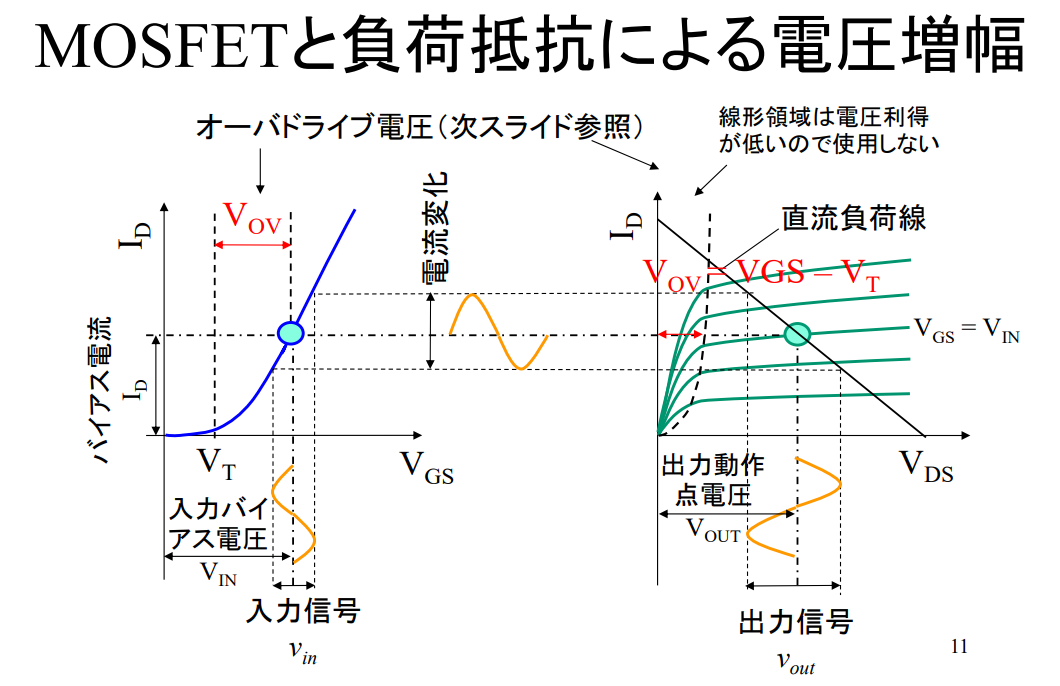 MOSFETと負荷抵抗による電圧増幅
オーバドライブ電圧（次スライド参照）
線形領域は電圧利得
が低いので使用しない
VOV
ID
電流変化
バイアス電流
ID
VT
VGS
入力バイ
アス電圧
VIN
入力信号
vin
ID
直流負荷線
VOV = VGS – VT
VGS = VIN
VDS
出力動作
点電圧
VOUT
出力信号
vout
11